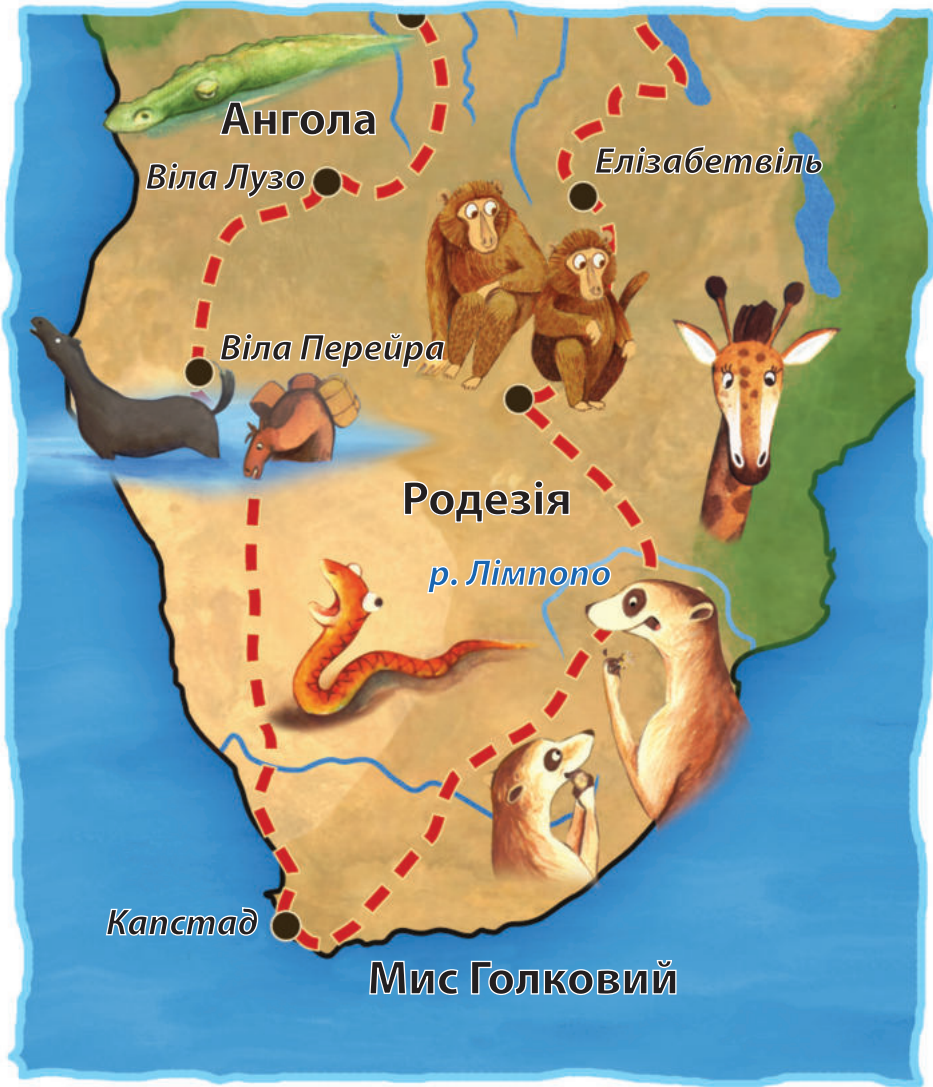 Ангола
Елізабетвіль
Віла Лузо
Віла Перейра
Родезія
р. Лімпопо
Капстад
Мис Голковий